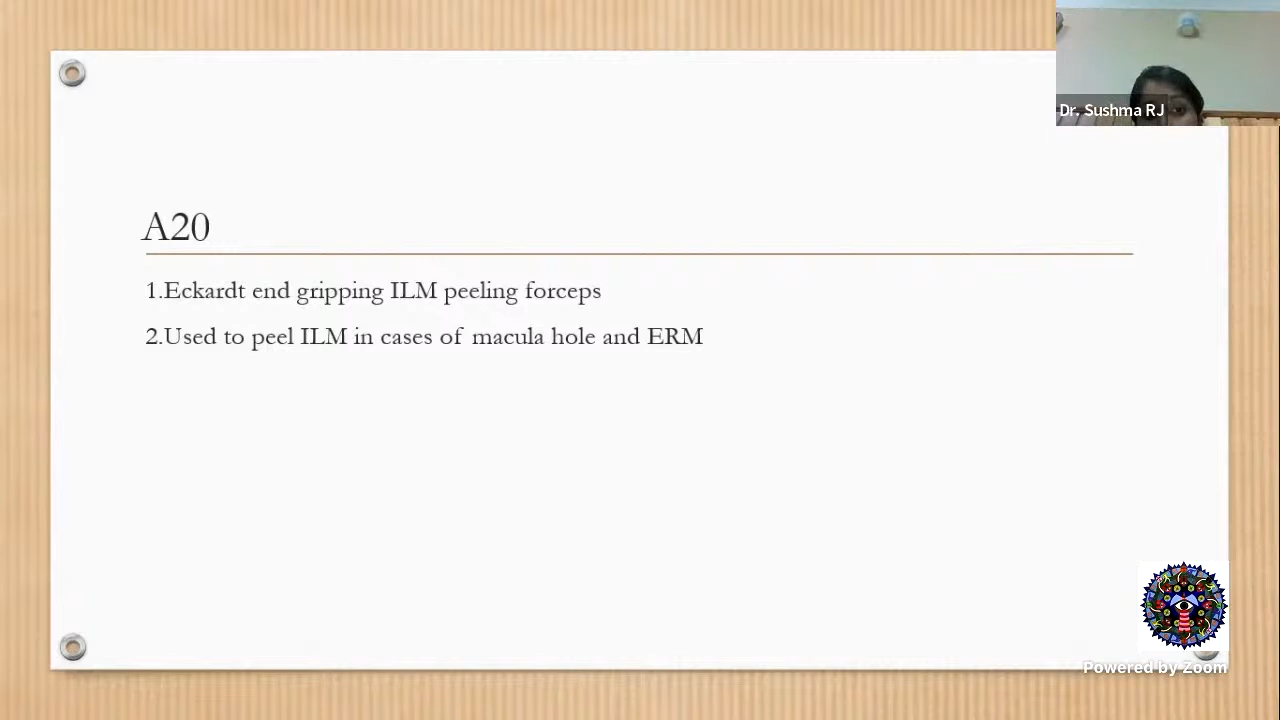 Dr. Sushma RJ
A20
1.Eckardt end gripping ILM peeling forceps
2.Used to peel ILM in cases of macula hole and ERM
Powered by Zoom